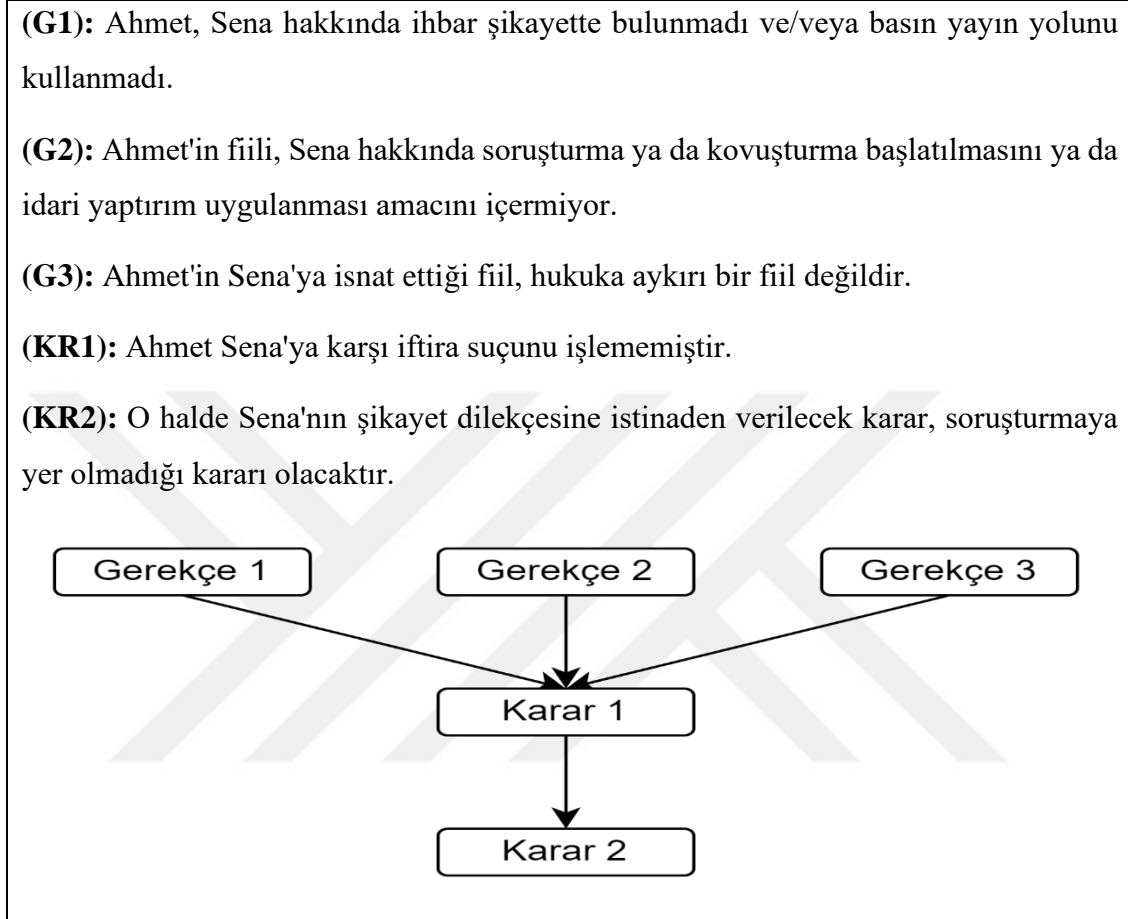 (G1): Ahmet, Sena hakkında ihbar şikayette bulunmadı ve/veya basın yayın yolunu
kullanmadı.
(G2): Ahmet'in fiili, Sena hakkında soruşturma ya da kovuşturma başlatılmasını ya da
idari yaptırım uygulanması amacını içermiyor.
(G3): Ahmet'in Sena'ya isnat ettiği fiil, hukuka aykırı bir fiil değildir.
(KR1): Ahmet Sena'ya karşı iftira suçunu işlememiştir.
(KR2): O halde Sena'nın şikayet dilekçesine istinaden verilecek karar, soruşturmaya
yer olmadığı kararı olacaktır.
Gerekçe 1 Gerekçe 2 Gerekçe 3
Karar 1
Karar 2